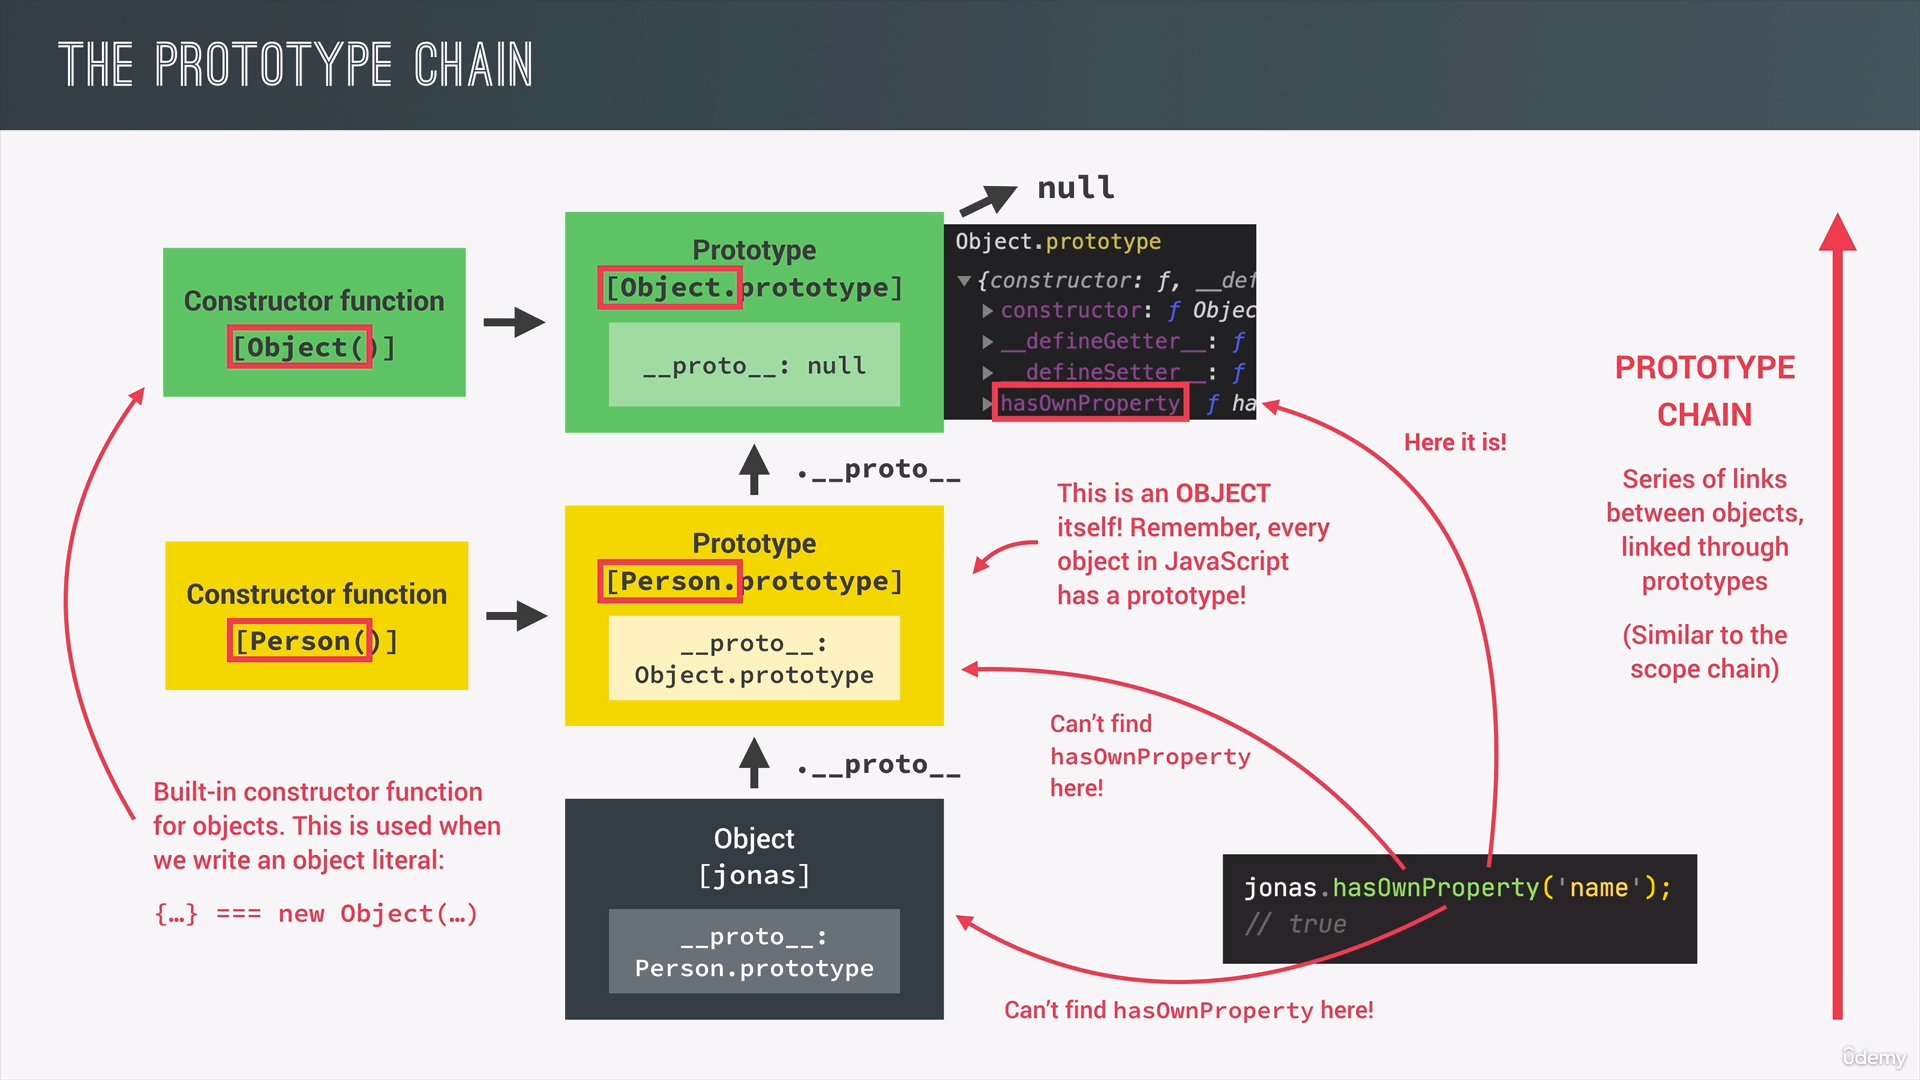 THE PROTOTYPE CHAIN
null
Constructor function
[Object()]
Prototype
[Object.prototype]
__proto__: null
Object.prototype
{constructor: ƒ, __def
constructor: ƒ Objec
__defineGetter__: ƒ
__defineSetter__: ƒ
hasOwnProperty ƒ ha
Here it is!
.__proto__
Constructor function
[Person()]
Prototype
[Person.prototype]
__proto__:
Object.prototype
This is an OBJECT
itself! Remember, every
object in JavaScript
has a prototype!
Can't find
hasOwnProperty
here!
.__proto__
Built-in constructor function
for objects. This is used when
we write an object literal:
{…} === new Object(…)
Object
[jonas]
__proto__:
Person.prototype
jonas.hasOwnProperty('name');
// true
Can't find hasOwnProperty here!
PROTOTYPE
CHAIN
Series of links
between objects,
linked through
prototypes
(Similar to the
scope chain)
ûdemy